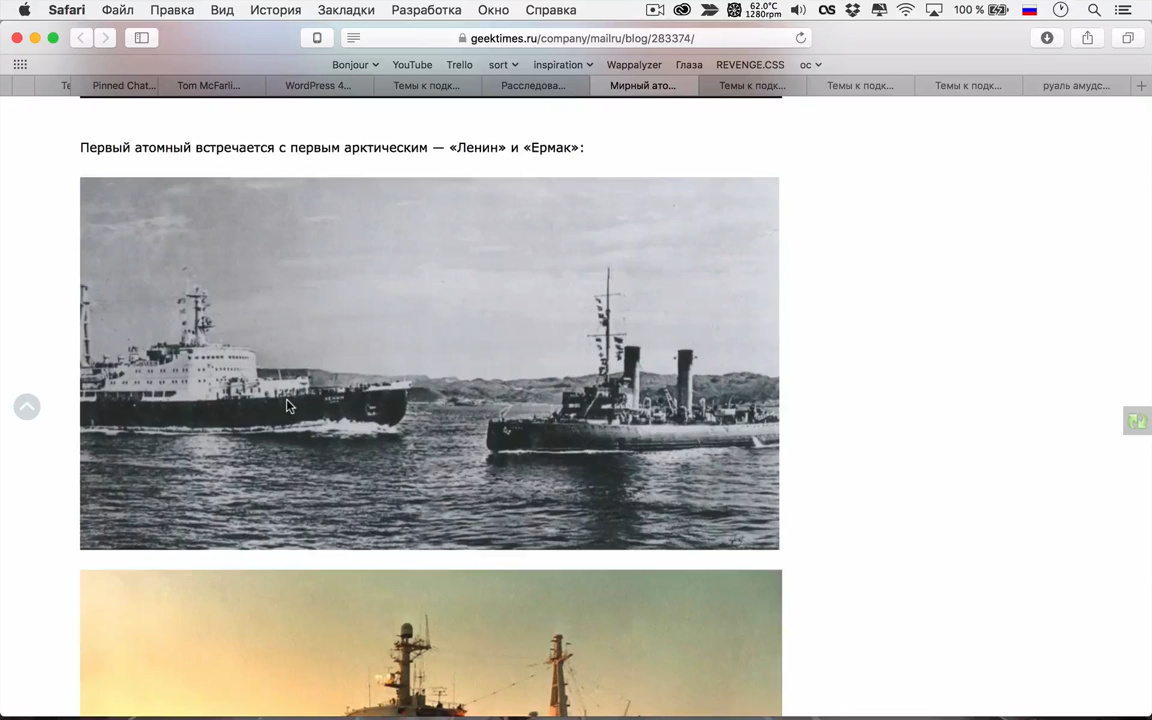 Safari Файл Правка Вид История Закладки Разработка Окно Справка 62.0°C 1280rpm 100 %
geektimes.ru/company/mailru/blog/283374/
Bonjour YouTube Trello sort inspiration Wappalyzer Глаза REVENGE.CSS ос
Те Pinned Chat... Tom McFarli... WordPress 4... Темы к подк... Расследова... Мирный ато... Темы к подк... Темы к подк... Темы к подк... руаль амудс...
Первый атомный встречается с первым арктическим — «Ленин» и «Ермак»:
ЛЕНИН